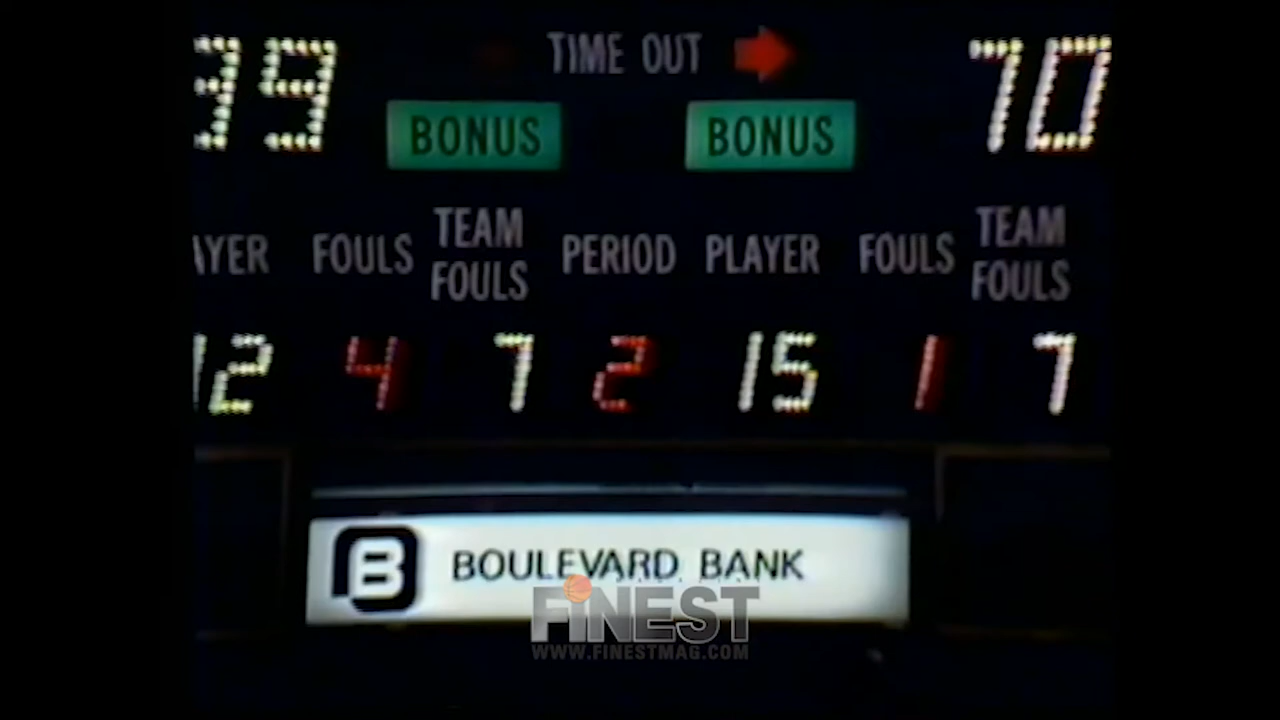 39 TIME OUT 70
BONUS BONUS
AYER FOULS TEAM FOULS PERIOD PLAYER FOULS TEAM FOULS
12 4 7 2 15 1 7
B BOULEVARD BANK
FiNEST
WWW.FINESTMAG.COM